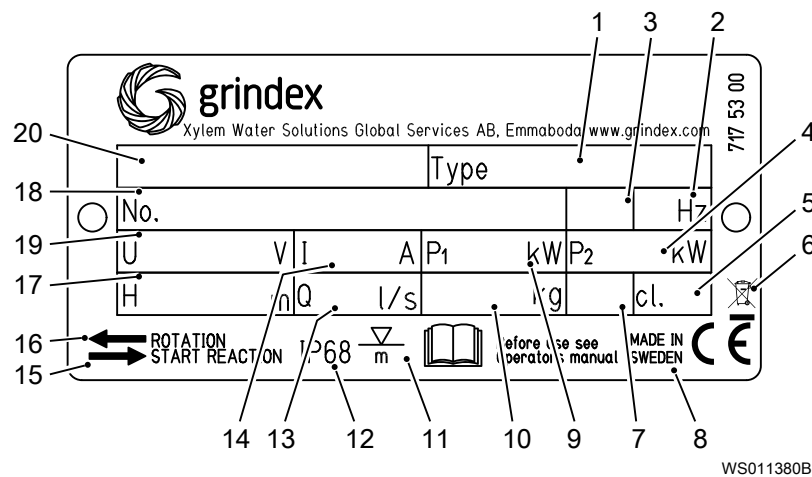 1 3 2
grindex
Xylem Water Solutions Global Services AB, Emmaboda www.grindex.com
717 53 00
20 Type 4
18 No. Hz 5
19 U V I A P1 kW P2 kW 6
17 H m Q l/s kg cl.
16 ROTATION
15 START REACTION
IP68
m
Before use see
operators manual
MADE IN
SWEDEN
CE
14 13 12 11 10 9 7 8
WS011380B